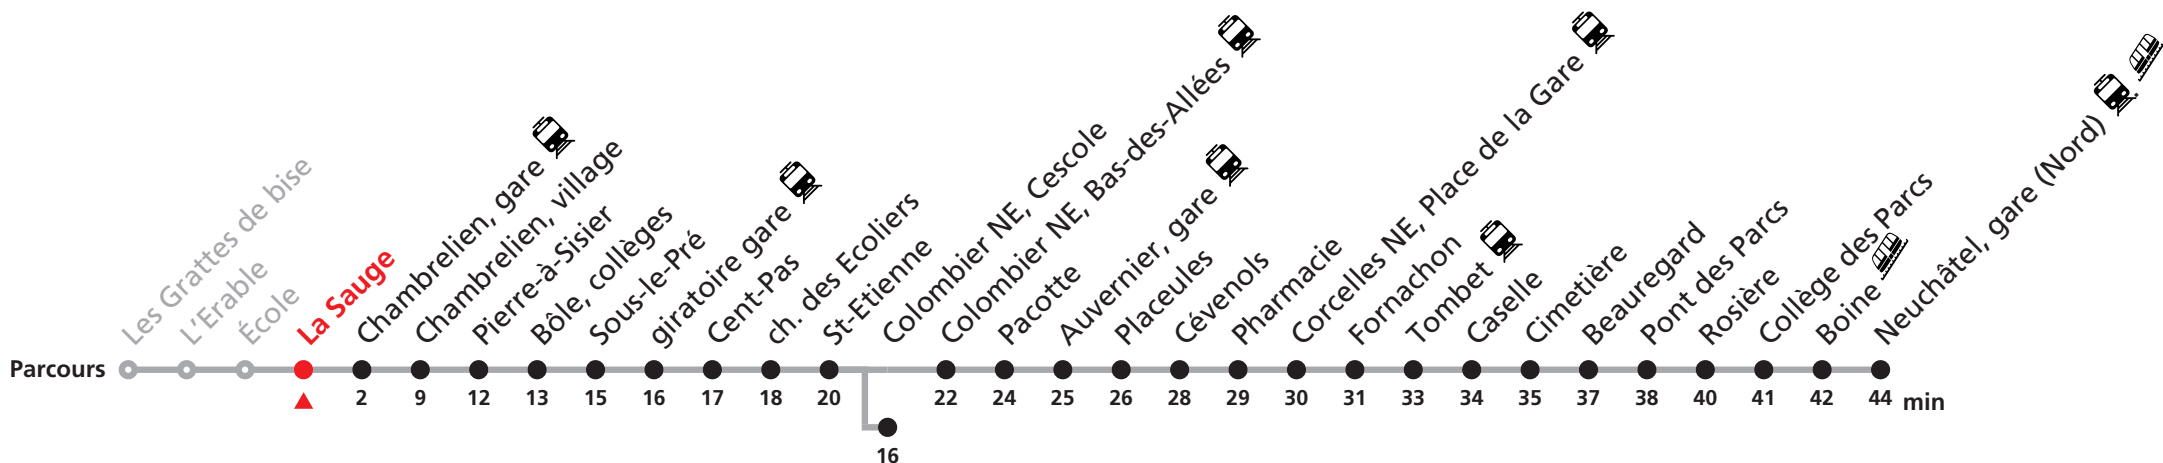 Les Grattes de bise
L'Erable
École
La Sauge
Chambrelien, gare
Chambrelien, village
Pierre-à-Sisier
Bôle, collèges
Sous-le-Pré
giratoire gare
Cent-Pas
ch. des Ecoliers
St-Etienne
Colombier NE, Cescole
Colombier NE, Bas-des-Allées
Pacotte
Auvernier, gare
Placeules
Cévenols
Pharmacie
Corcelles NE, Place de la Gare
Fornachon
Tombet
Caselle
Cimetière
Beauregard
Pont des Parcs
Rosière
Collège des Parcs
Boine
Neuchâtel, gare (Nord)
Parcours
2 9 12 13 15 16 17 18 20 22 24 25 26 28 29 30 31 33 34 35 37 38 40 41 42 44 min
16